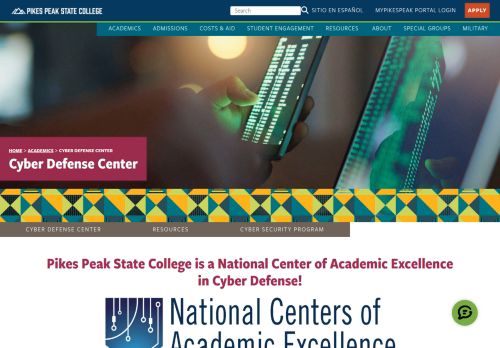 PIKES PEAK STATE COLLEGE
Search
SITIO EN ESPAÑOL
MYPIKESPEAK PORTAL LOGIN
APPLY
ACADEMICS ADMISSIONS COSTS & AID STUDENT ENGAGEMENT RESOURCES ABOUT SPECIAL GROUPS MILITARY
HOME > ACADEMICS > CYBER DEFENSE CENTER
Cyber Defense Center
CYBER DEFENSE CENTER RESOURCES CYBER SECURITY PROGRAM
Pikes Peak State College is a National Center of Academic Excellence
in Cyber Defense!
National Centers of
Academic Excellence